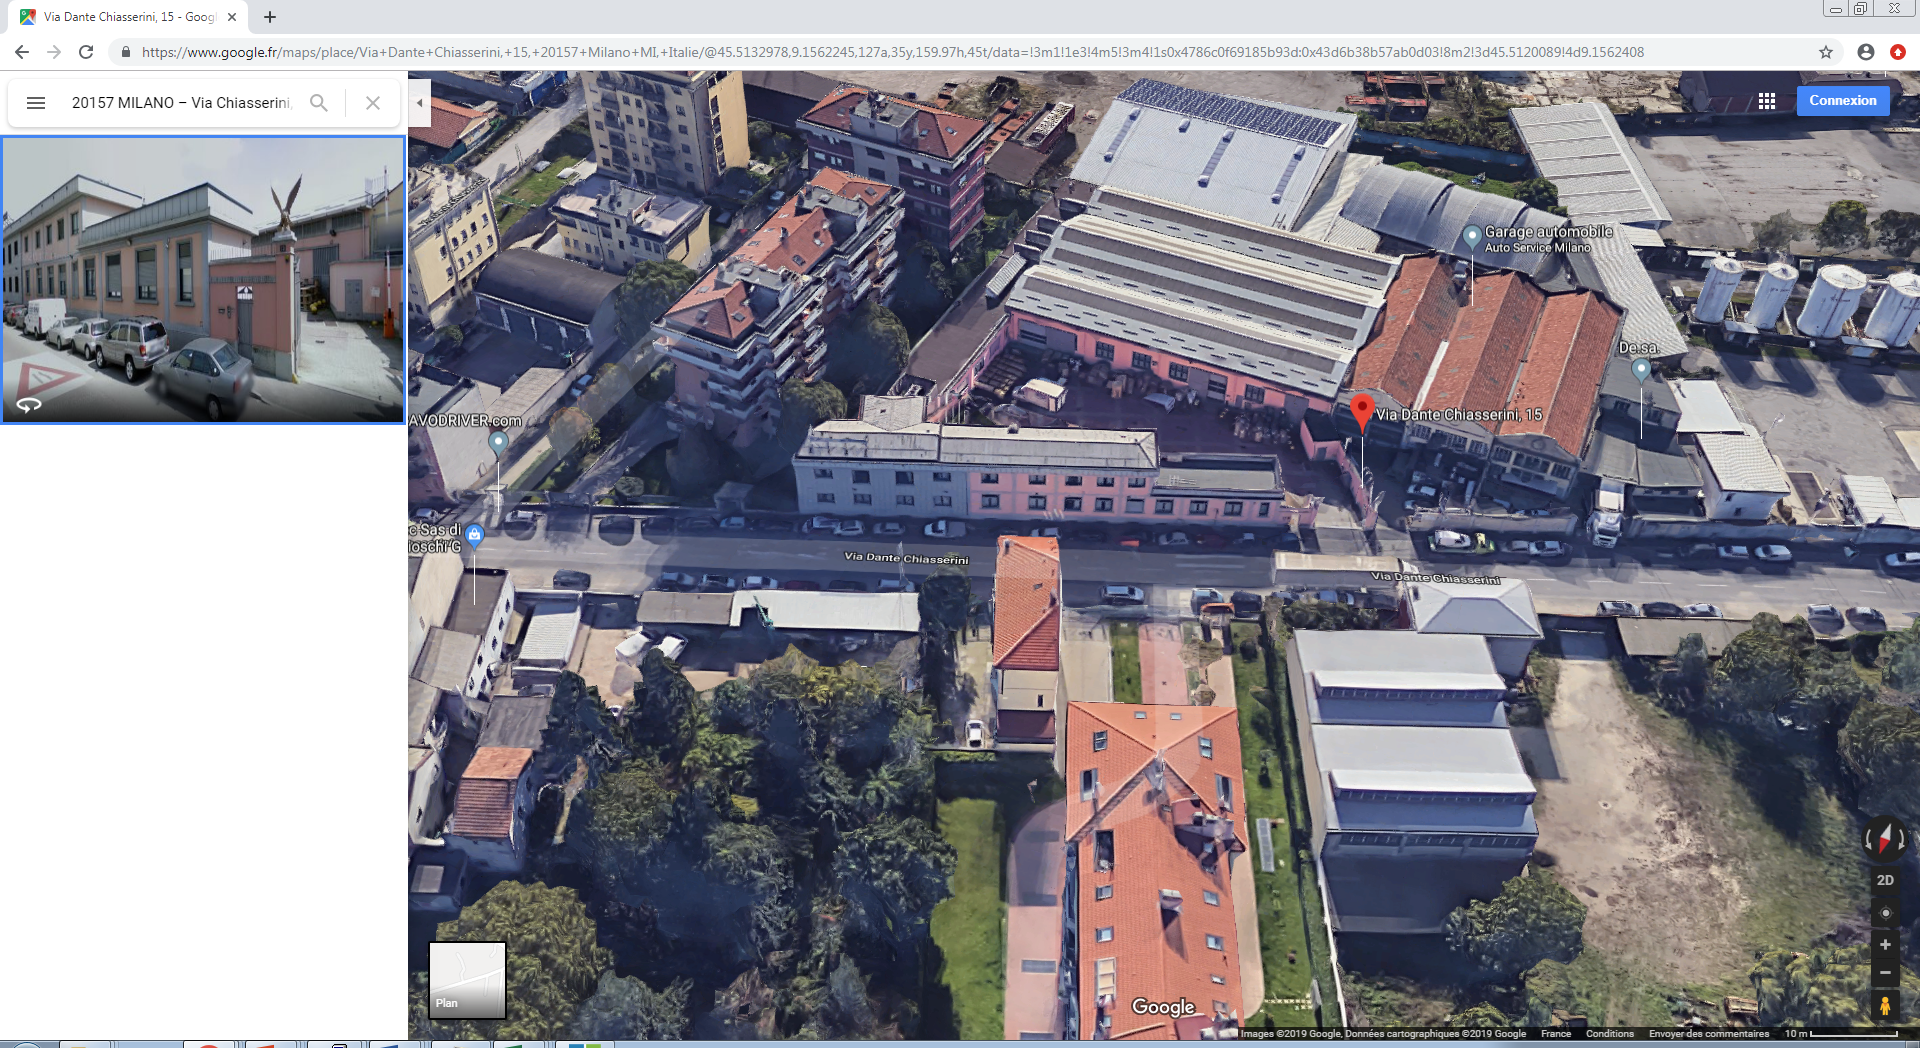 Via Dante Chiasserini, 15 - Goog
https://www.google.fr/maps/place/Via+Dante+Chiasserini,+15,+20157+Milano+MI,+Italie/@45.5132978,9.1562245,127a,35y,159.97h,45t/data=!3m1!1e3!4m5!3m4!1s0x4786c0f69185b93d:0x43d6b38b57ab0d03!8m2!3d45.5120089!4d9.1562408
20157 MILANO – Via Chiasserini,
Connexion
Garage automobile
Auto Service Milano
De.sa.
Via Dante Chiasserini, 15
AVODRIVER.com
c Sas di
ioschi G
Via Dante Chiasserini
Via Dante Chiasserini
2D
Plan
Google
Images ©2019 Google, Données cartographiques ©2019 Google France Conditions Envoyer des commentaires 10 m